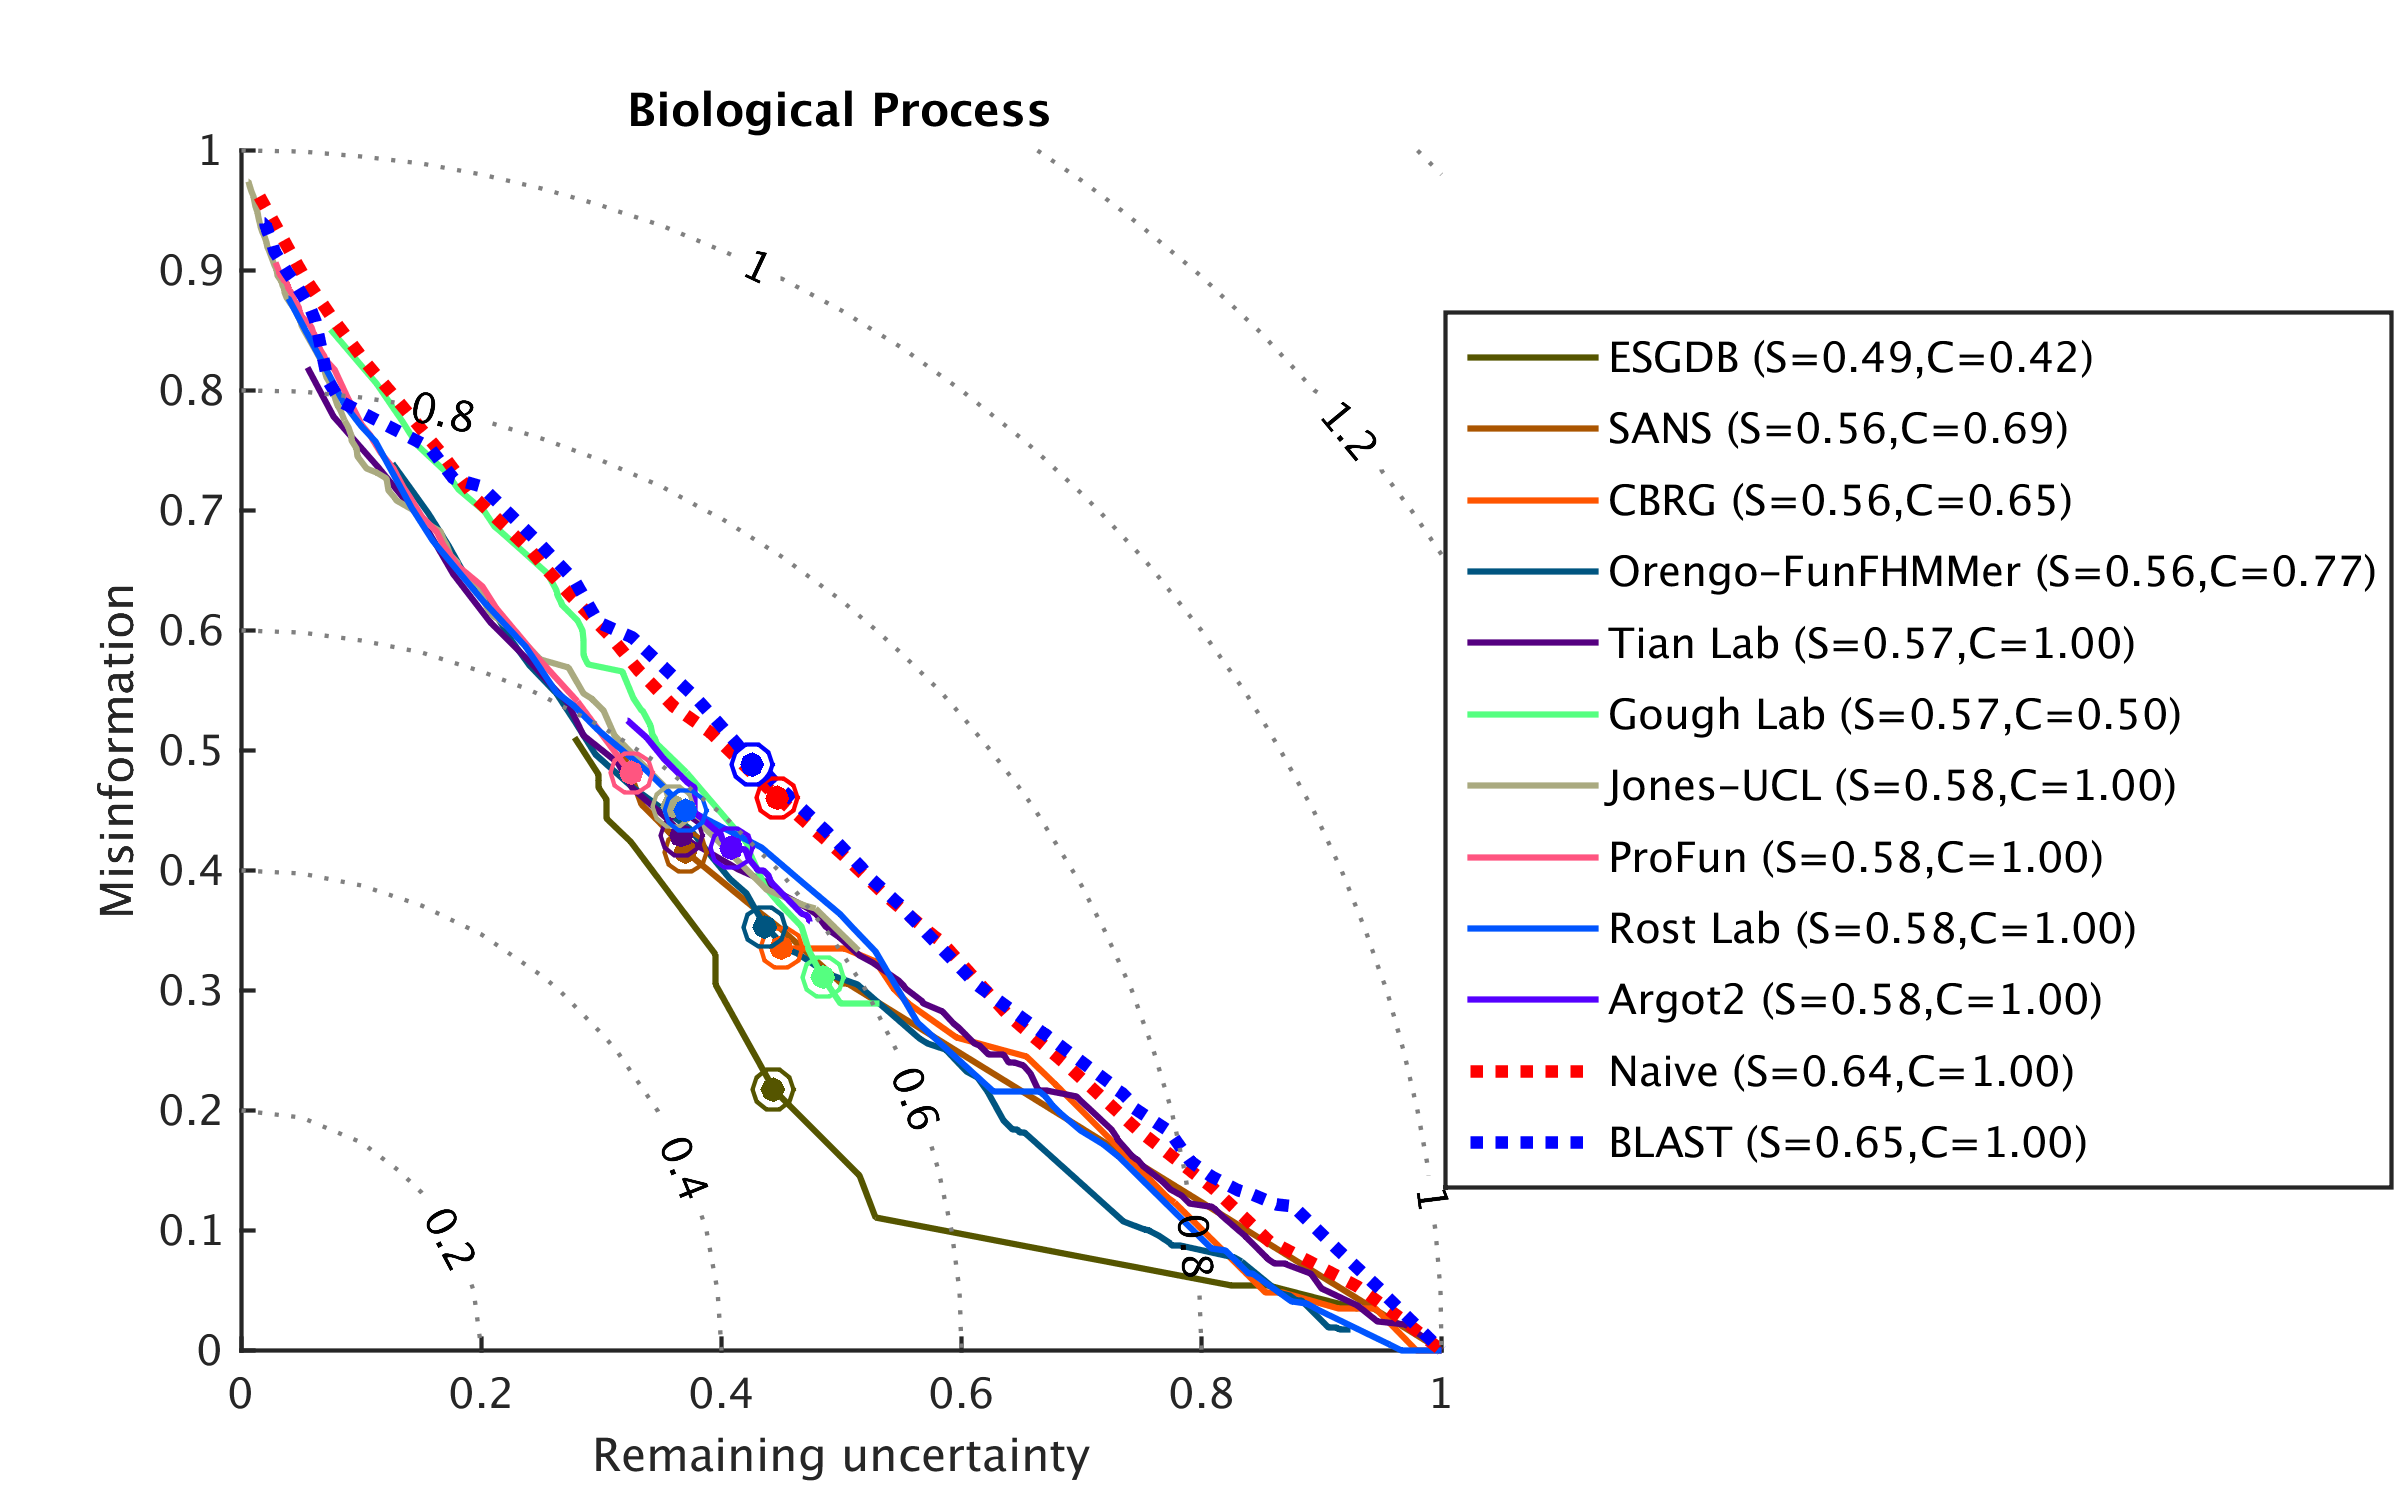 Biological Process
1
0.9
0.8
0.7
0.6
0.5
0.4
0.3
0.2
0.1
0
Misinformation
0
0.2
0.4
0.6
0.8
1
Remaining uncertainty
1
1.2
0.8
0.6
0.4
0.2
0.8
1
ESGDB (S=0.49,C=0.42)
SANS (S=0.56,C=0.69)
CBRG (S=0.56,C=0.65)
Orengo-FunFHMMer (S=0.56,C=0.77)
Tian Lab (S=0.57,C=1.00)
Gough Lab (S=0.57,C=0.50)
Jones-UCL (S=0.58,C=1.00)
ProFun (S=0.58,C=1.00)
Rost Lab (S=0.58,C=1.00)
Argot2 (S=0.58,C=1.00)
Naive (S=0.64,C=1.00)
BLAST (S=0.65,C=1.00)